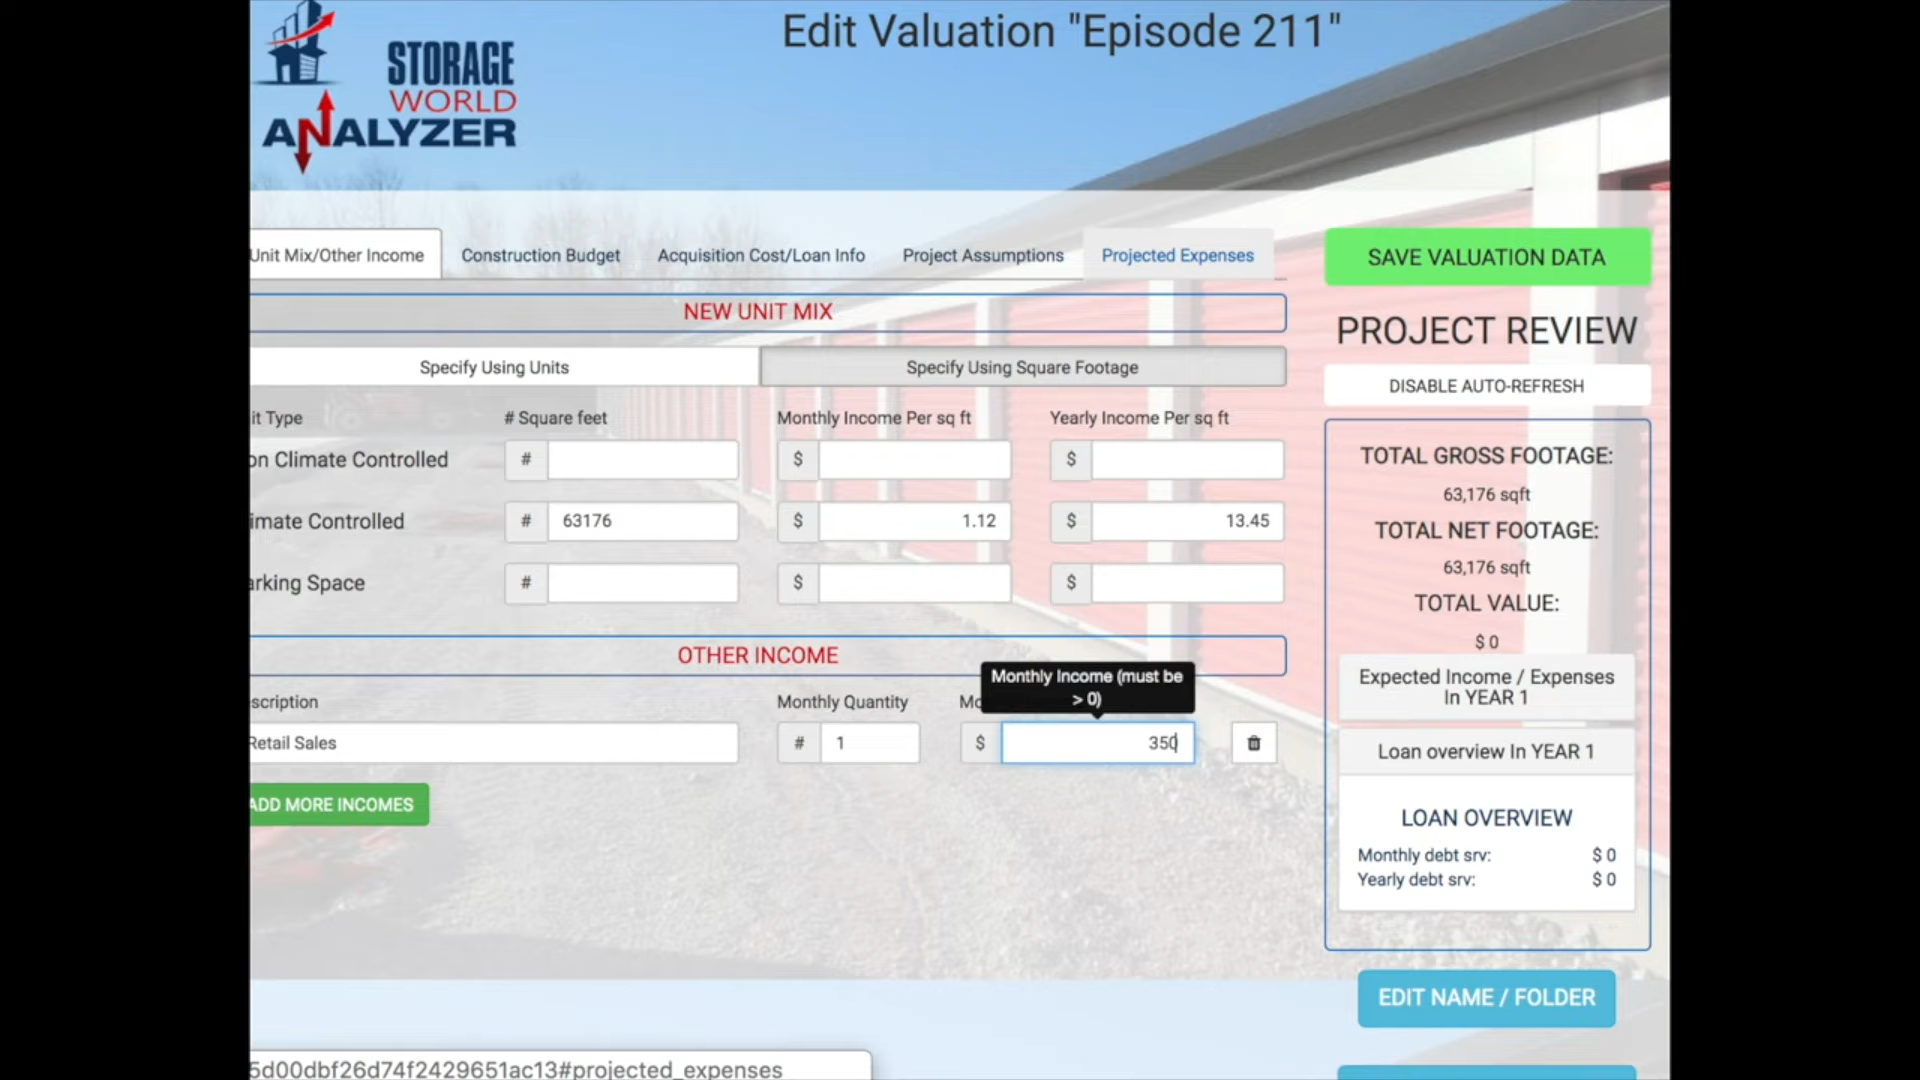 Edit Valuation "Episode 211"
STORAGE
WORLD
ANALYZER
Unit Mix/Other Income
Construction Budget
Acquisition Cost/Loan Info
Project Assumptions
Projected Expenses
SAVE VALUATION DATA
NEW UNIT MIX
Specify Using Units
Specify Using Square Footage
it Type
# Square feet
Monthly Income Per sq ft
Yearly Income Per sq ft
on Climate Controlled
#
$
$
imate Controlled
# 63176
$ 1.12
$ 13.45
arking Space
#
$
$
OTHER INCOME
Monthly Income (must be
> 0)
scription
Monthly Quantity
Mo
Retail Sales
# 1
$ 350
ADD MORE INCOMES
PROJECT REVIEW
DISABLE AUTO-REFRESH
TOTAL GROSS FOOTAGE:
63,176 sqft
TOTAL NET FOOTAGE:
63,176 sqft
TOTAL VALUE:
$ 0
Expected Income / Expenses
In YEAR 1
Loan overview In YEAR 1
LOAN OVERVIEW
Monthly debt srv: $ 0
Yearly debt srv: $ 0
EDIT NAME / FOLDER
5d00dbf26d74f2429651ac13#projected_expenses